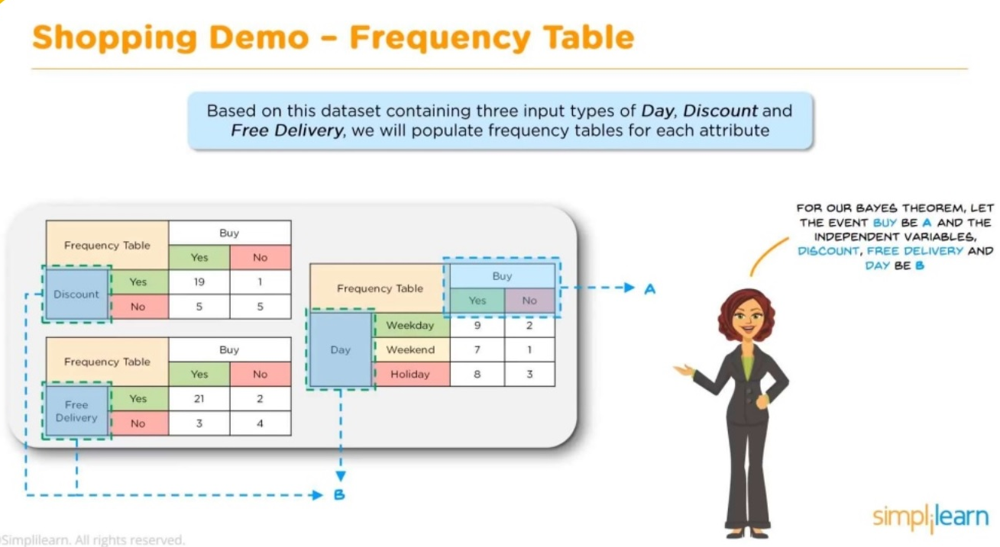 Shopping Demo – Frequency Table
Based on this dataset containing three input types of Day, Discount and
Free Delivery, we will populate frequency tables for each attribute
FOR OUR BAYES THEOREM, LET
THE EVENT BUY BE A AND THE
INDEPENDENT VARIABLES,
DISCOUNT, FREE DELIVERY AND
DAY BE B
Frequency Table
Buy
Yes No
Discount
Yes 19 1
No 5 5
Frequency Table
Buy
Yes No
Free
Delivery
Yes 21 2
No 3 4
Frequency Table
Buy
Yes No
Day
Weekday 9 2
Weekend 7 1
Holiday 8 3
A
B
simplilearn
©Simplilearn. All rights reserved.